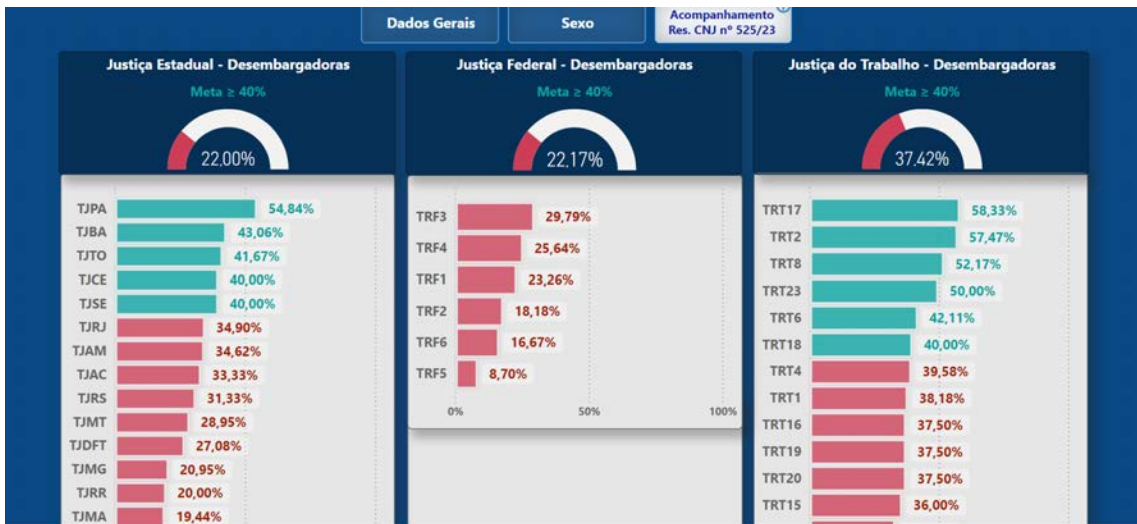 Dados Gerais
Sexo
Acompanhamento
Res. CNJ nº 525/23
Justiça Estadual - Desembargadoras
Meta ≥ 40%
22,00%
TJPA 54,84%
TJBA 43,06%
TJTO 41,67%
TJCE 40,00%
TJSE 40,00%
TJRJ 34,90%
TJAM 34,62%
TJAC 33,33%
TJRS 31,33%
TJMT 28,95%
TJDFT 27,08%
TJMG 20,95%
TJRR 20,00%
TJMA 19,44%
Justiça Federal - Desembargadoras
Meta ≥ 40%
22,17%
TRF3 29,79%
TRF4 25,64%
TRF1 23,26%
TRF2 18,18%
TRF6 16,67%
TRF5 8,70%
0% 50% 100%
Justiça do Trabalho - Desembargadoras
Meta ≥ 40%
37,42%
TRT17 58,33%
TRT2 57,47%
TRT8 52,17%
TRT23 50,00%
TRT6 42,11%
TRT18 40,00%
TRT4 39,58%
TRT1 38,18%
TRT16 37,50%
TRT19 37,50%
TRT20 37,50%
TRT15 36,00%